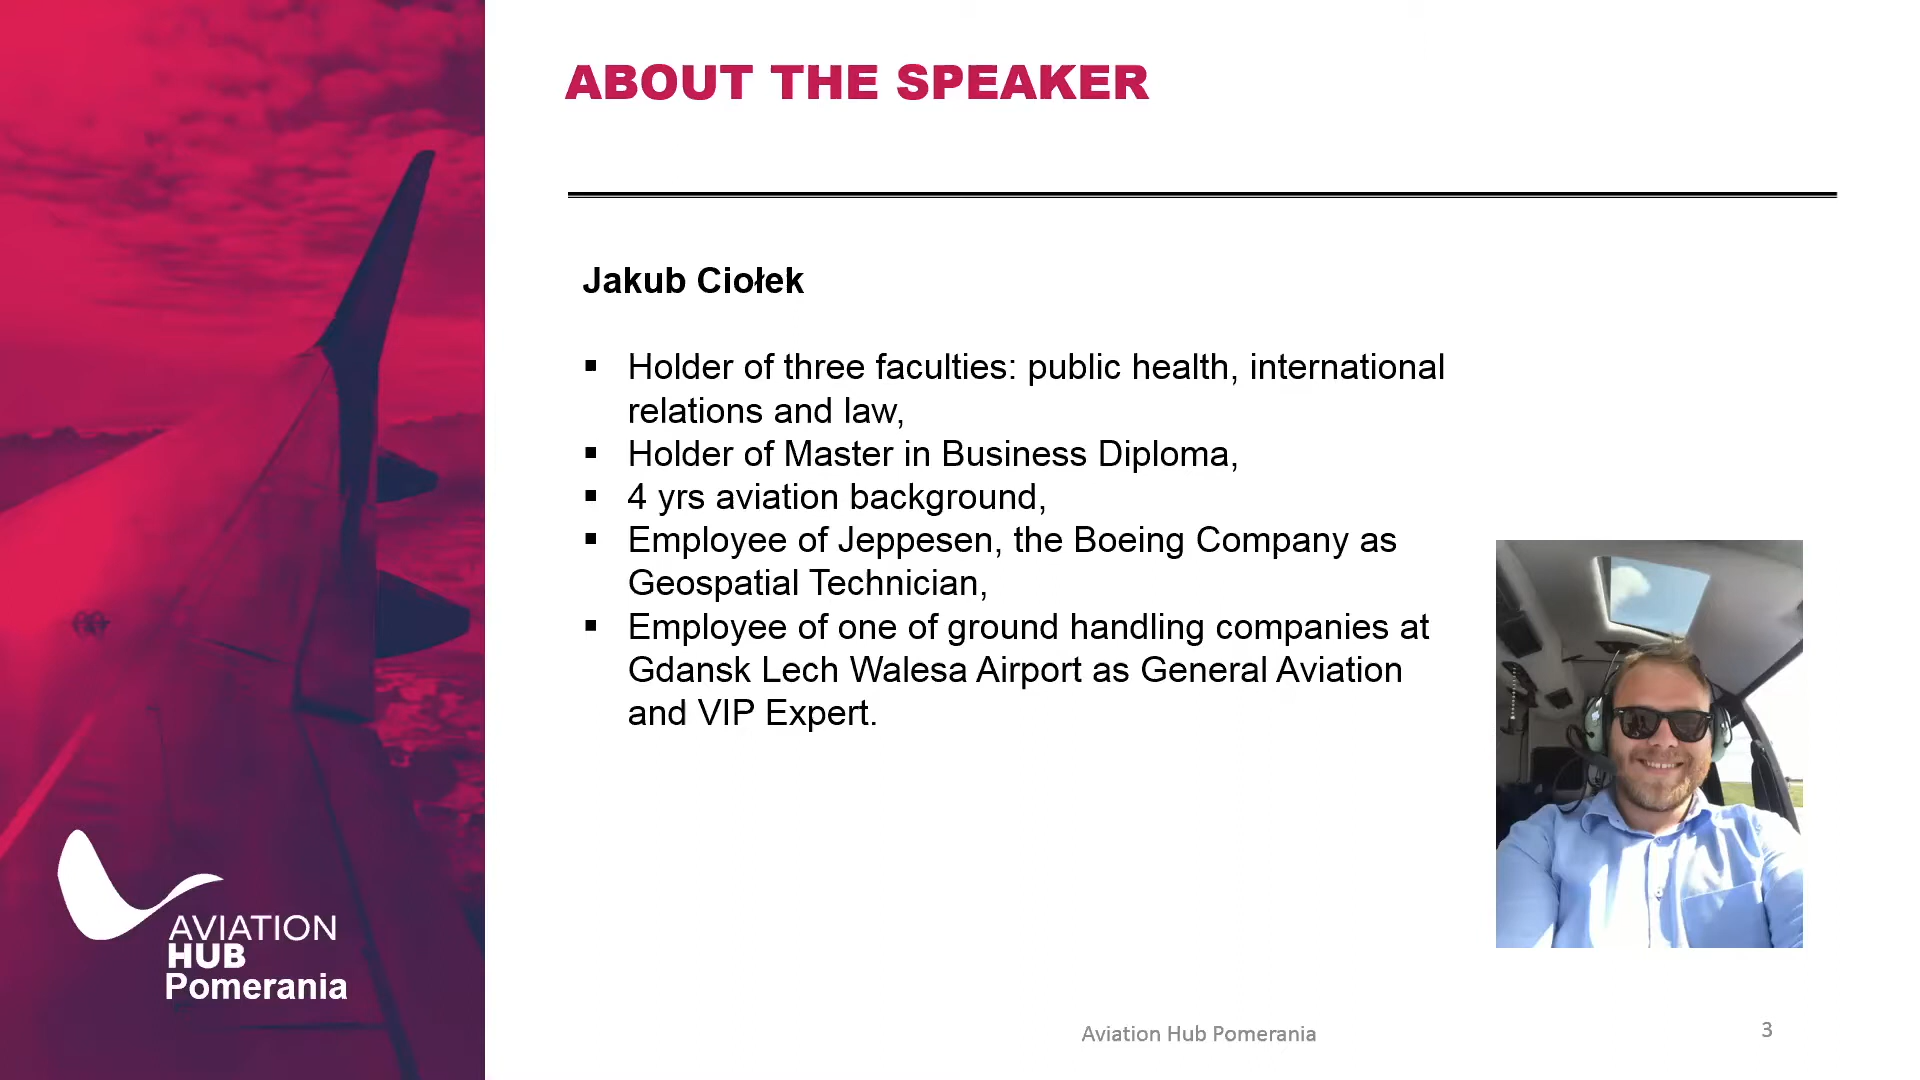 ABOUT THE SPEAKER
Jakub Ciołek
▪ Holder of three faculties: public health, international
relations and law,
▪ Holder of Master in Business Diploma,
▪ 4 yrs aviation background,
▪ Employee of Jeppesen, the Boeing Company as
Geospatial Technician,
▪ Employee of one of ground handling companies at
Gdansk Lech Walesa Airport as General Aviation
and VIP Expert.
AVIATION
HUB
Pomerania
Aviation Hub Pomerania
3